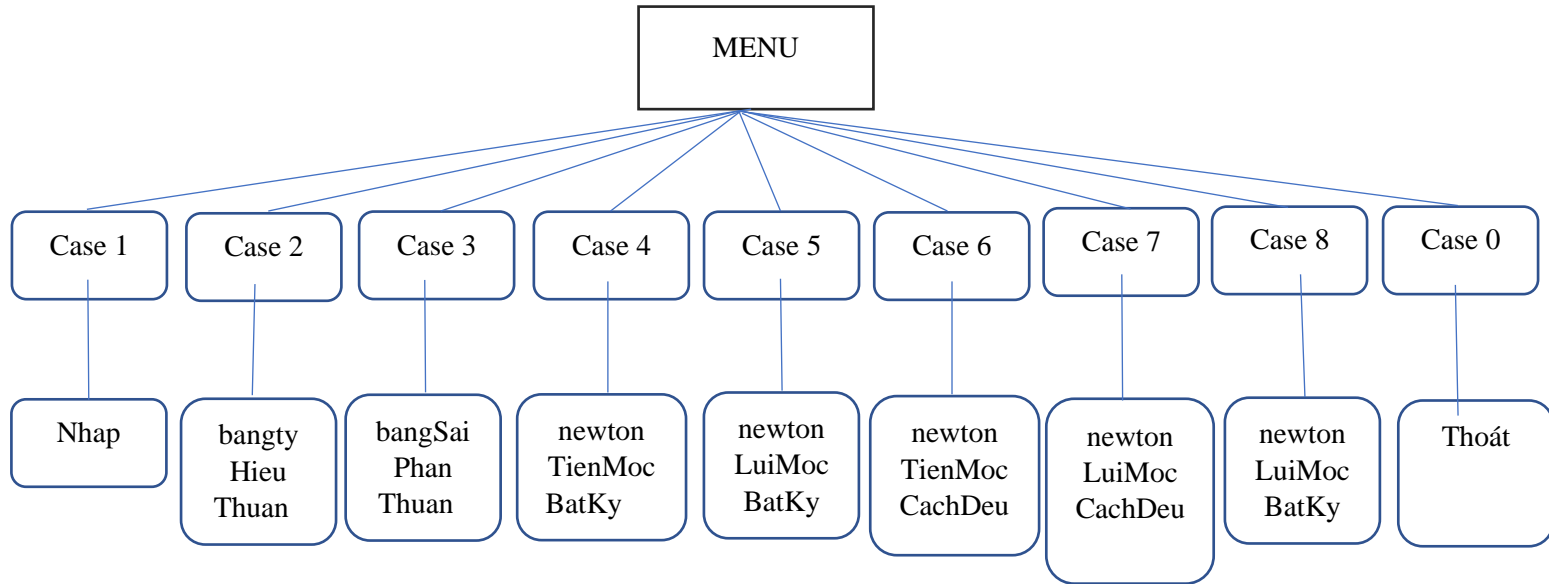 MENU
Case 1
Case 2
Case 3
Case 4
Case 5
Case 6
Case 7
Case 8
Case 0
Nhap
bangty
Hieu
Thuan
bangSai
Phan
Thuan
newton
TienMoc
BatKy
newton
LuiMoc
BatKy
newton
TienMoc
CachDeu
newton
LuiMoc
CachDeu
newton
LuiMoc
BatKy
Thoát